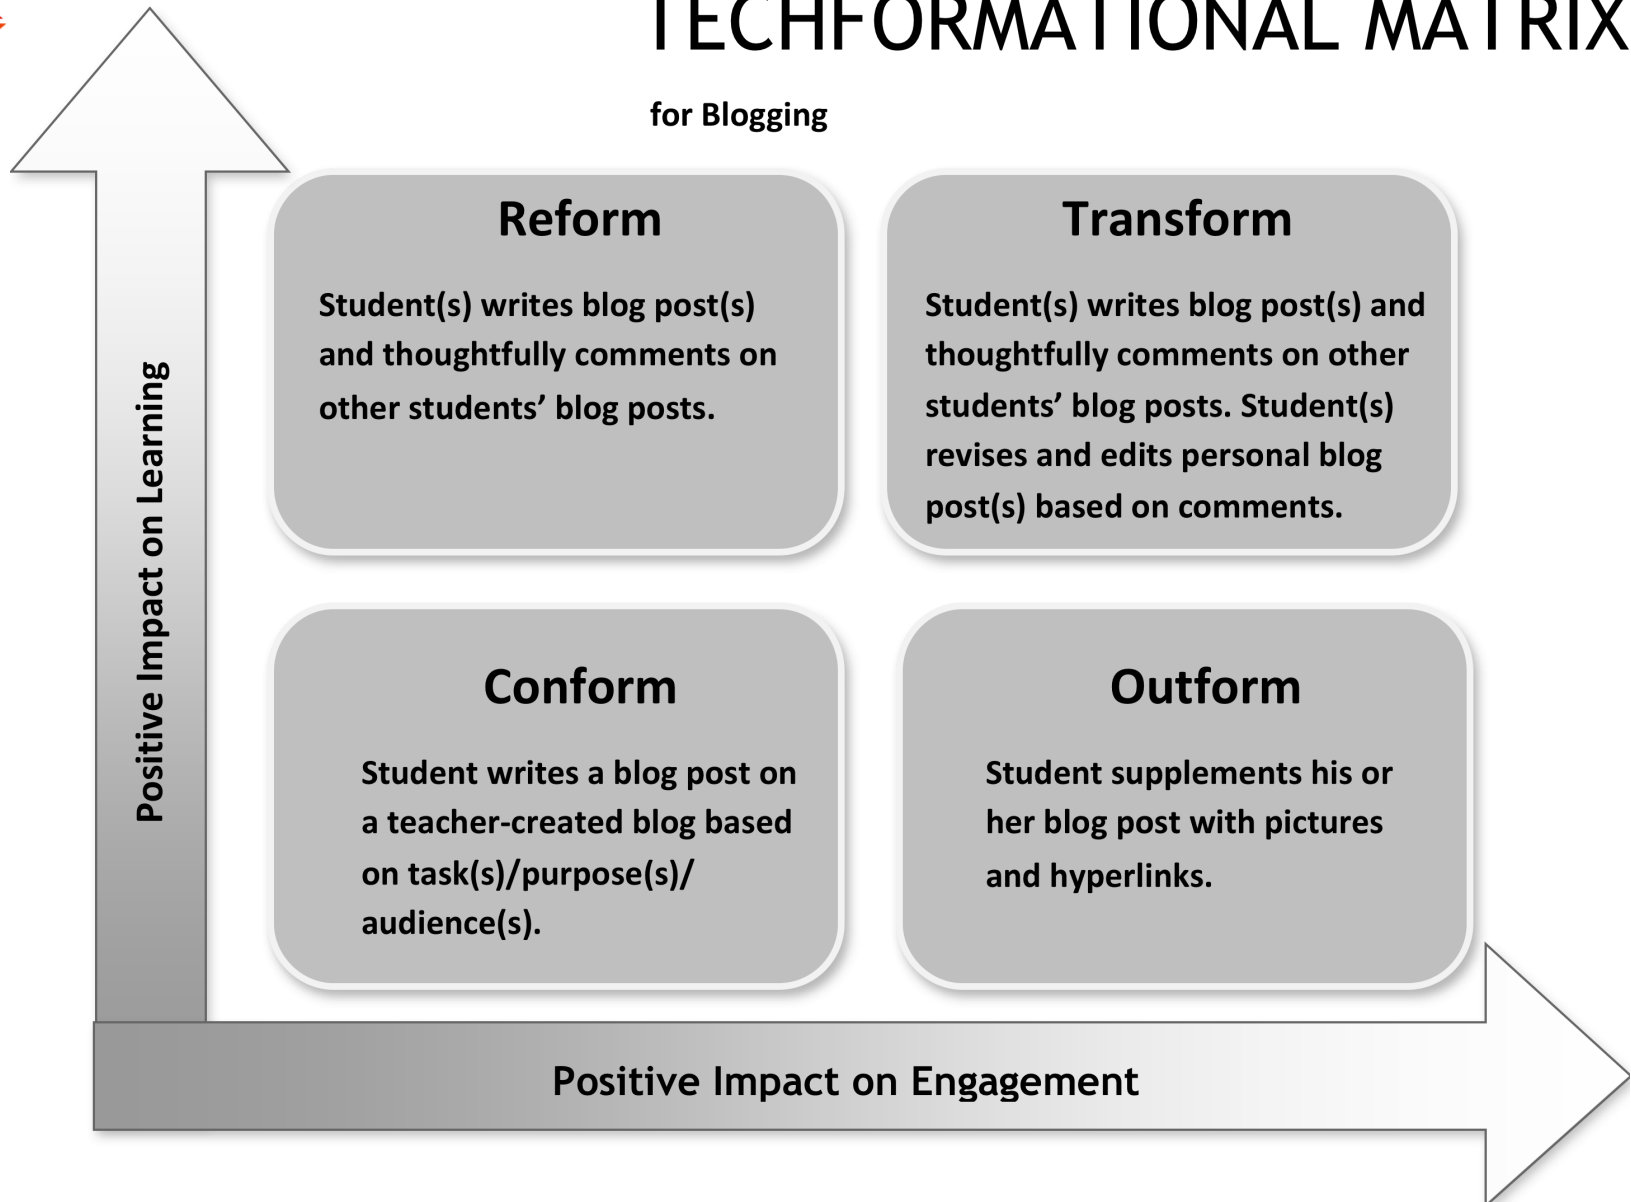 TECHFORMATIONAL MATRIX
for Blogging
Reform
Student(s) writes blog post(s)
and thoughtfully comments on
other students’ blog posts.
Transform
Student(s) writes blog post(s) and
thoughtfully comments on other
students’ blog posts. Student(s)
revises and edits personal blog
post(s) based on comments.
Positive Impact on Learning
Conform
Student writes a blog post on
a teacher-created blog based
on task(s)/purpose(s)/
audience(s).
Outform
Student supplements his or
her blog post with pictures
and hyperlinks.
Positive Impact on Engagement